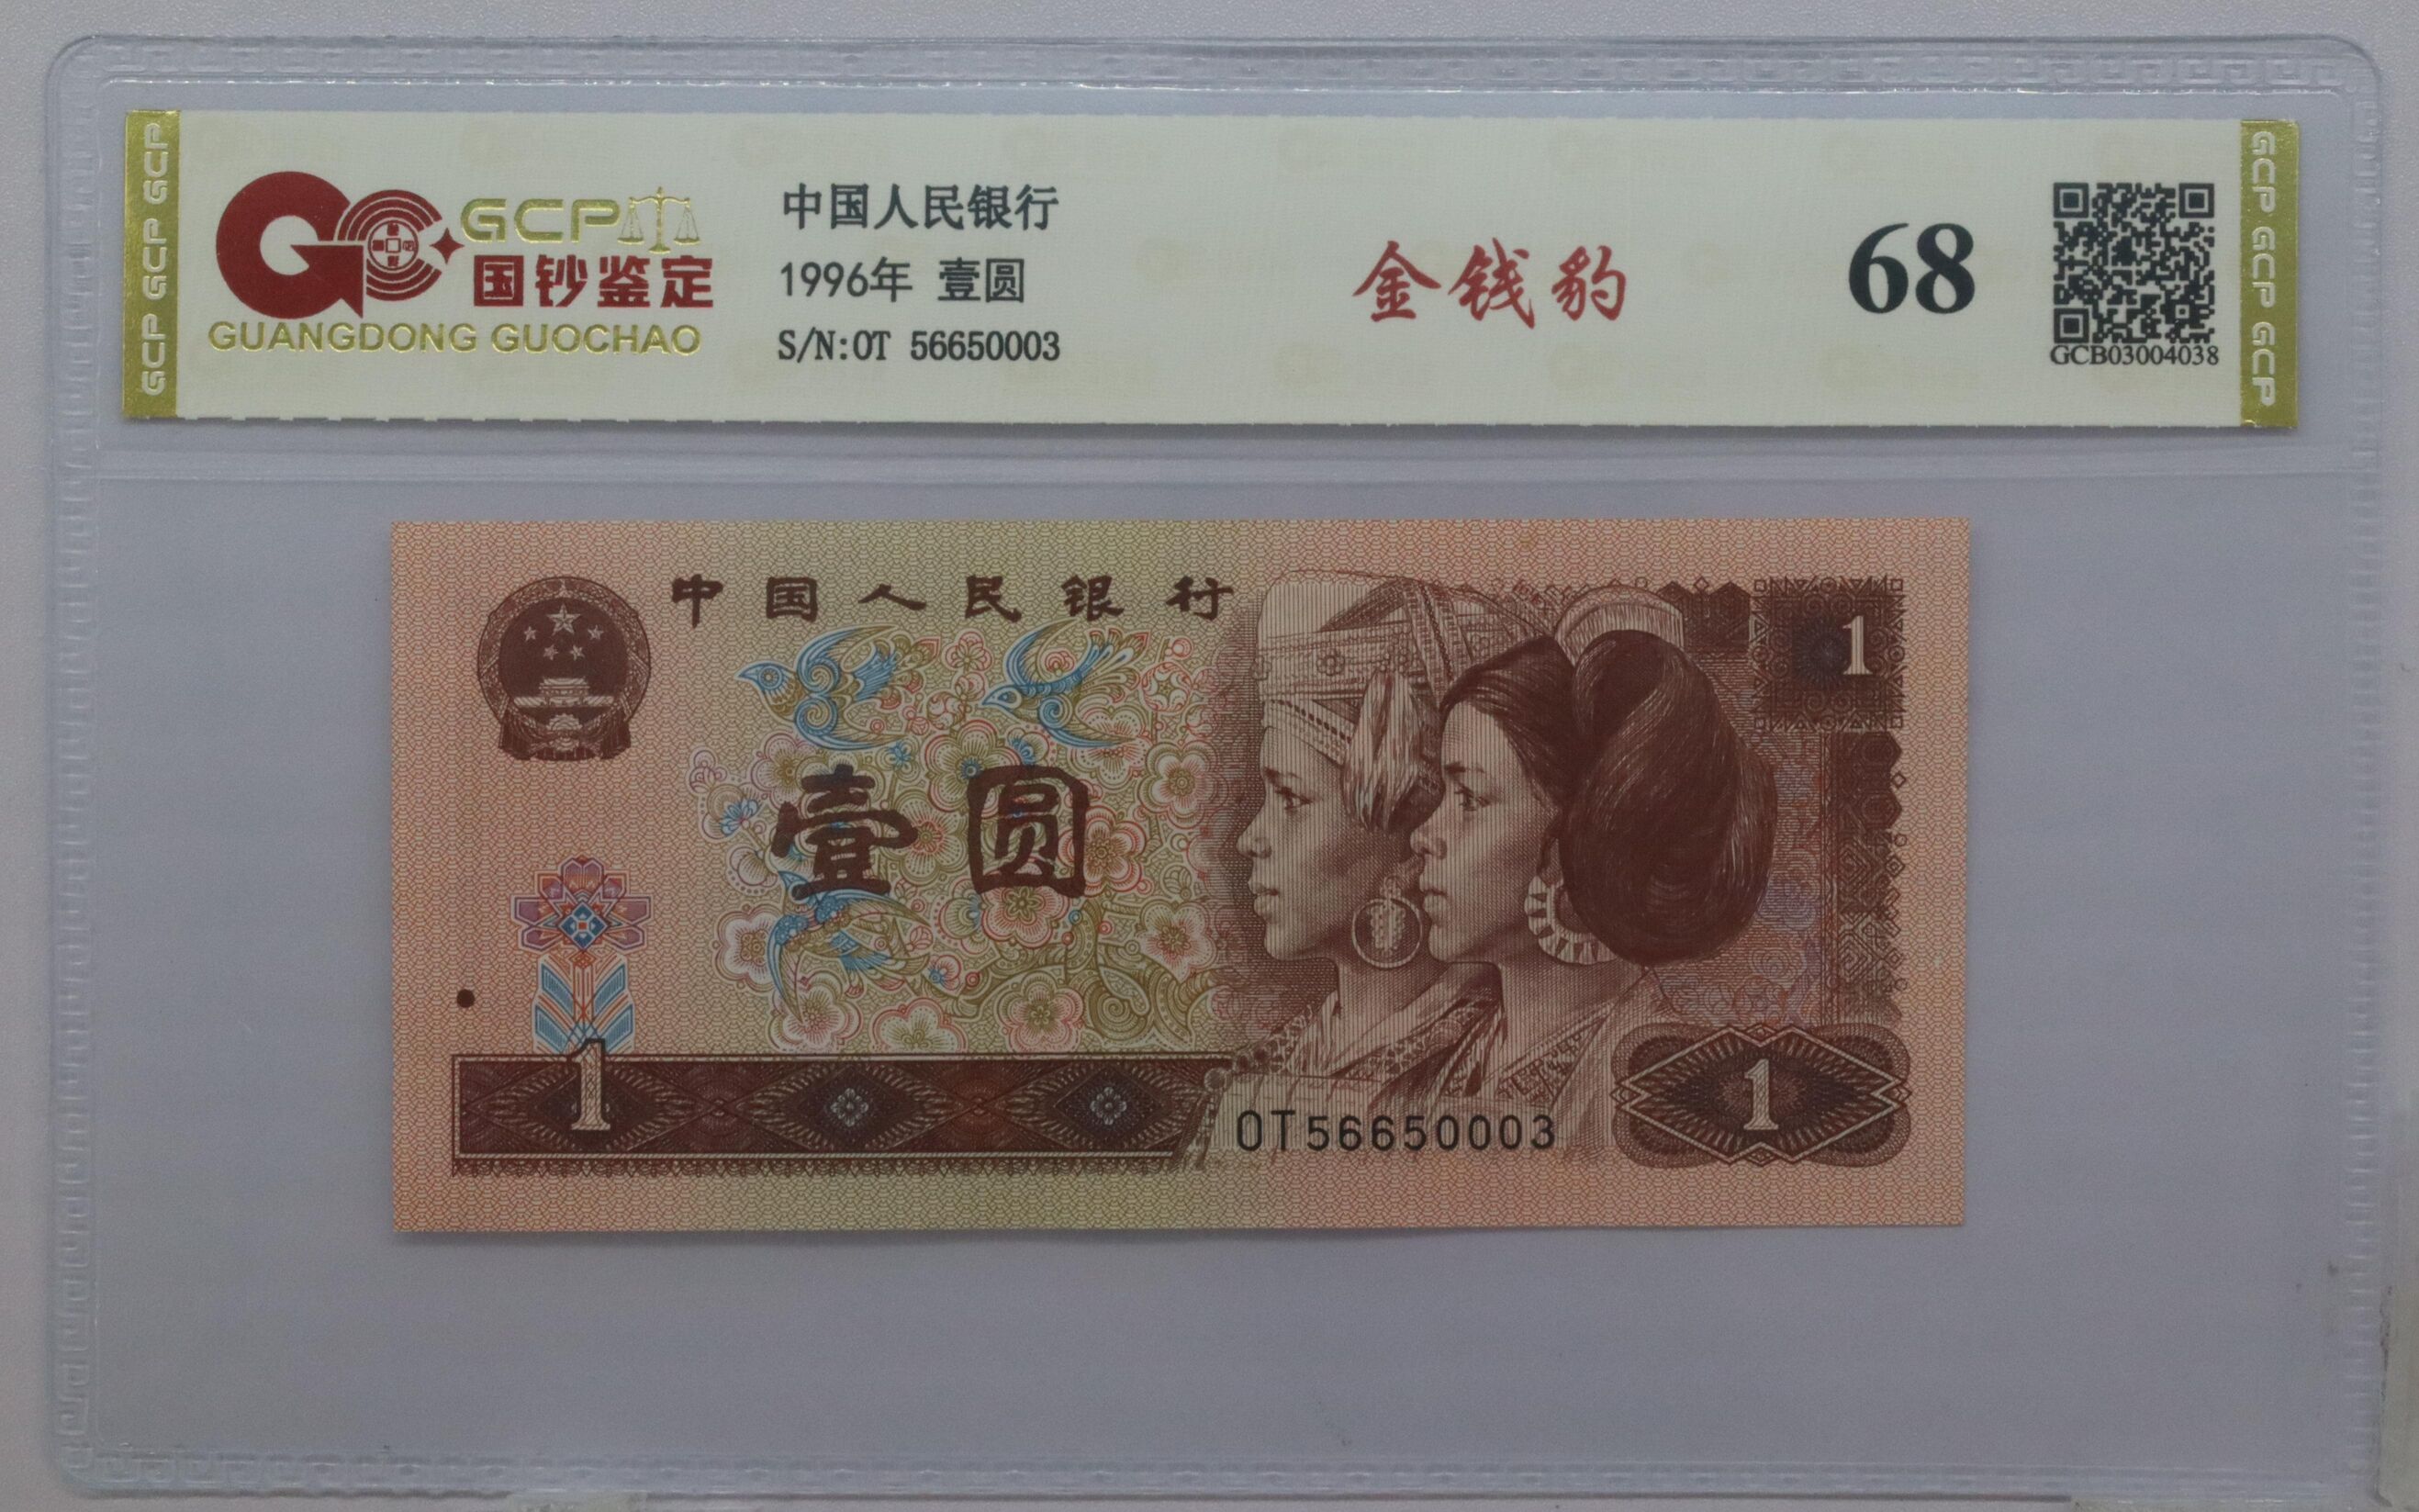 GCP GCP GCP
GCP
国钞鉴定
GUANGDONG GUOCHAO
中国人民银行
1996年 壹圆
S/N:OT 56650003
金钱豹
68
GCB03004038
GCP GCP GCP
中国人民银行
1
壹圆
1
OT56650003
1